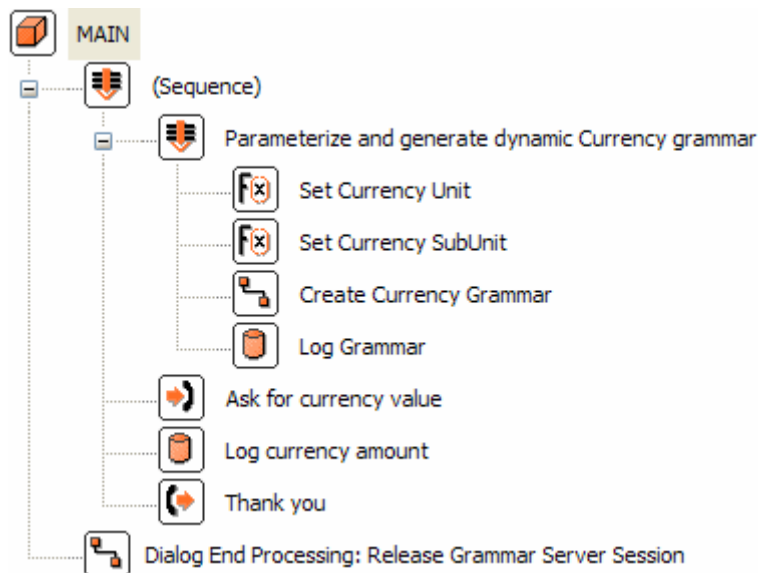 MAIN
(Sequence)
Parameterize and generate dynamic Currency grammar
F(x) Set Currency Unit
F(x) Set Currency SubUnit
Create Currency Grammar
Log Grammar
Ask for currency value
Log currency amount
Thank you
Dialog End Processing: Release Grammar Server Session